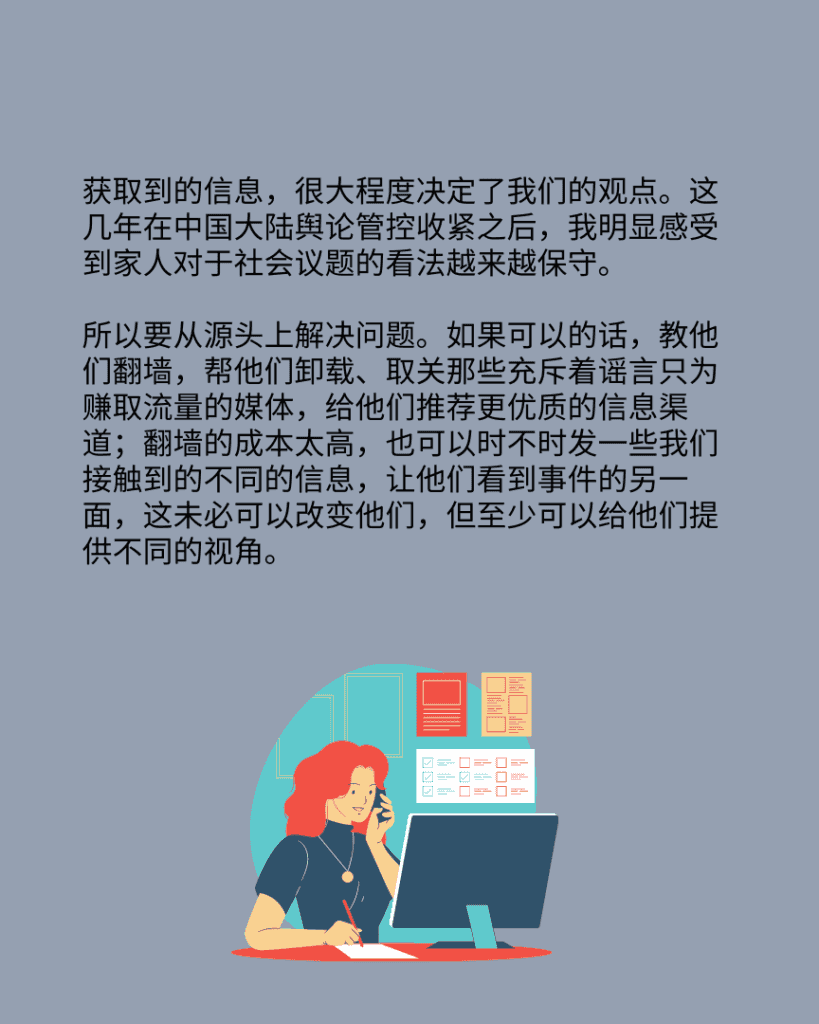 获取到的信息，很大程度决定了我们的观点。这
几年在中国大陆舆论管控收紧之后，我明显感受
到家人对于社会议题的看法越来越保守。
所以要从源头上解决问题。如果可以的话，教他
们翻墙，帮他们卸载、取关那些充斥着谣言只为
赚取流量的媒体，给他们推荐更优质的信息渠
道；翻墙的成本太高，也可以时不时发一些我们
接触到的不同的信息，让他们看到事件的另一
面，这未必可以改变他们，但至少可以给他们提
供不同的视角。